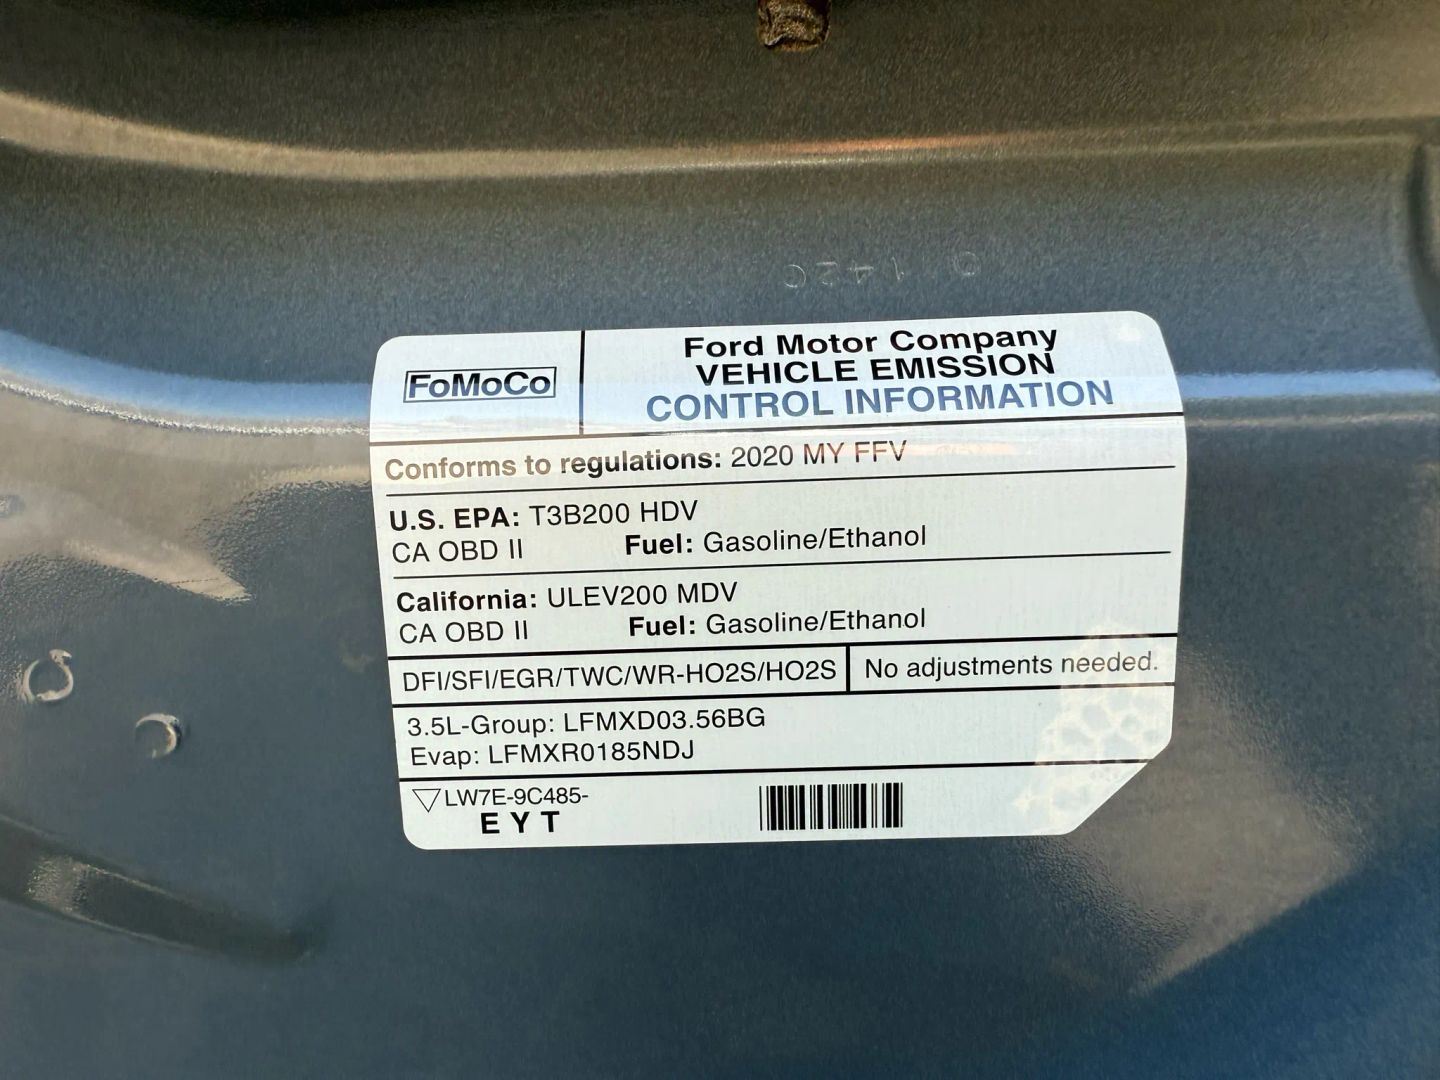 FoMoCo
Ford Motor Company
VEHICLE EMISSION
CONTROL INFORMATION
Conforms to regulations: 2020 MY FFV
U.S. EPA: T3B200 HDV
CA OBD II Fuel: Gasoline/Ethanol
California: ULEV200 MDV
CA OBD II Fuel: Gasoline/Ethanol
DFI/SFI/EGR/TWC/WR-HO2S/HO2S No adjustments needed.
3.5L-Group: LFMXD03.56BG
Evap: LFMXR0185NDJ
LW7E-9C485-
E Y T